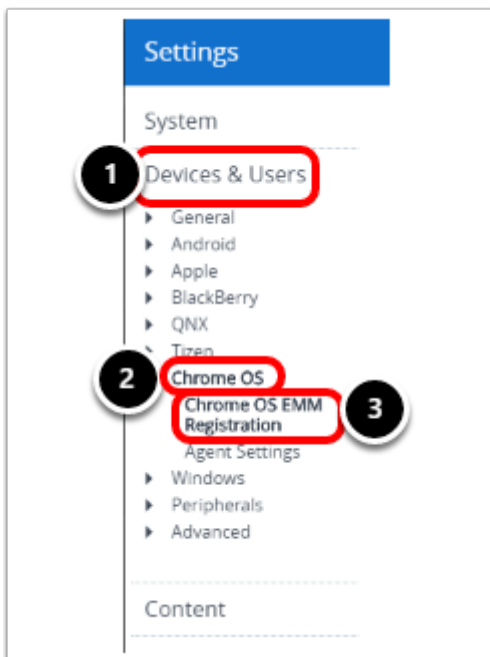 Settings
System
1
Devices & Users
General
Android
Apple
BlackBerry
QNX
Tizen
2
Chrome OS
Chrome OS EMM
Registration
3
Agent Settings
Windows
Peripherals
Advanced
Content